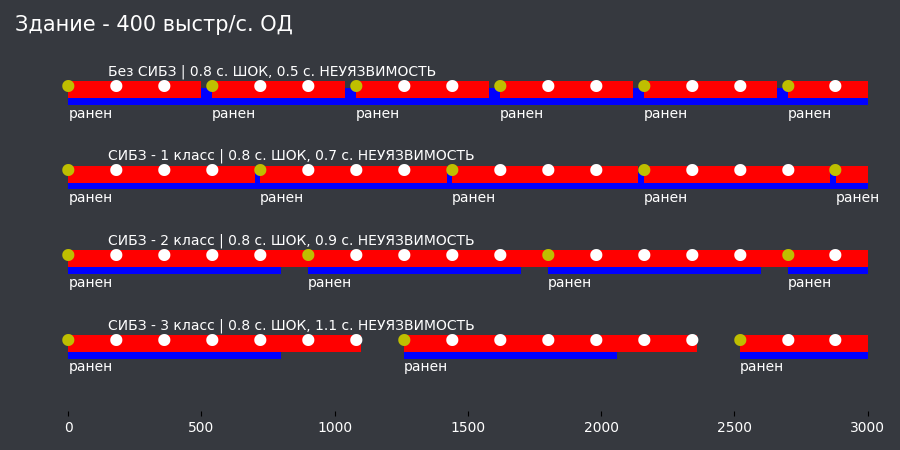 Здание - 400 выстр/с. ОД
Без СИБЗ | 0.8 с. ШОК, 0.5 с. НЕУЯЗВИМОСТЬ
ранен ранен ранен ранен ранен ранен
СИБЗ - 1 класс | 0.8 с. ШОК, 0.7 с. НЕУЯЗВИМОСТЬ
ранен ранен ранен ранен ранен
СИБЗ - 2 класс | 0.8 с. ШОК, 0.9 с. НЕУЯЗВИМОСТЬ
ранен ранен ранен ранен
СИБЗ - 3 класс | 0.8 с. ШОК, 1.1 с. НЕУЯЗВИМОСТЬ
ранен ранен ранен
0 500 1000 1500 2000 2500 3000